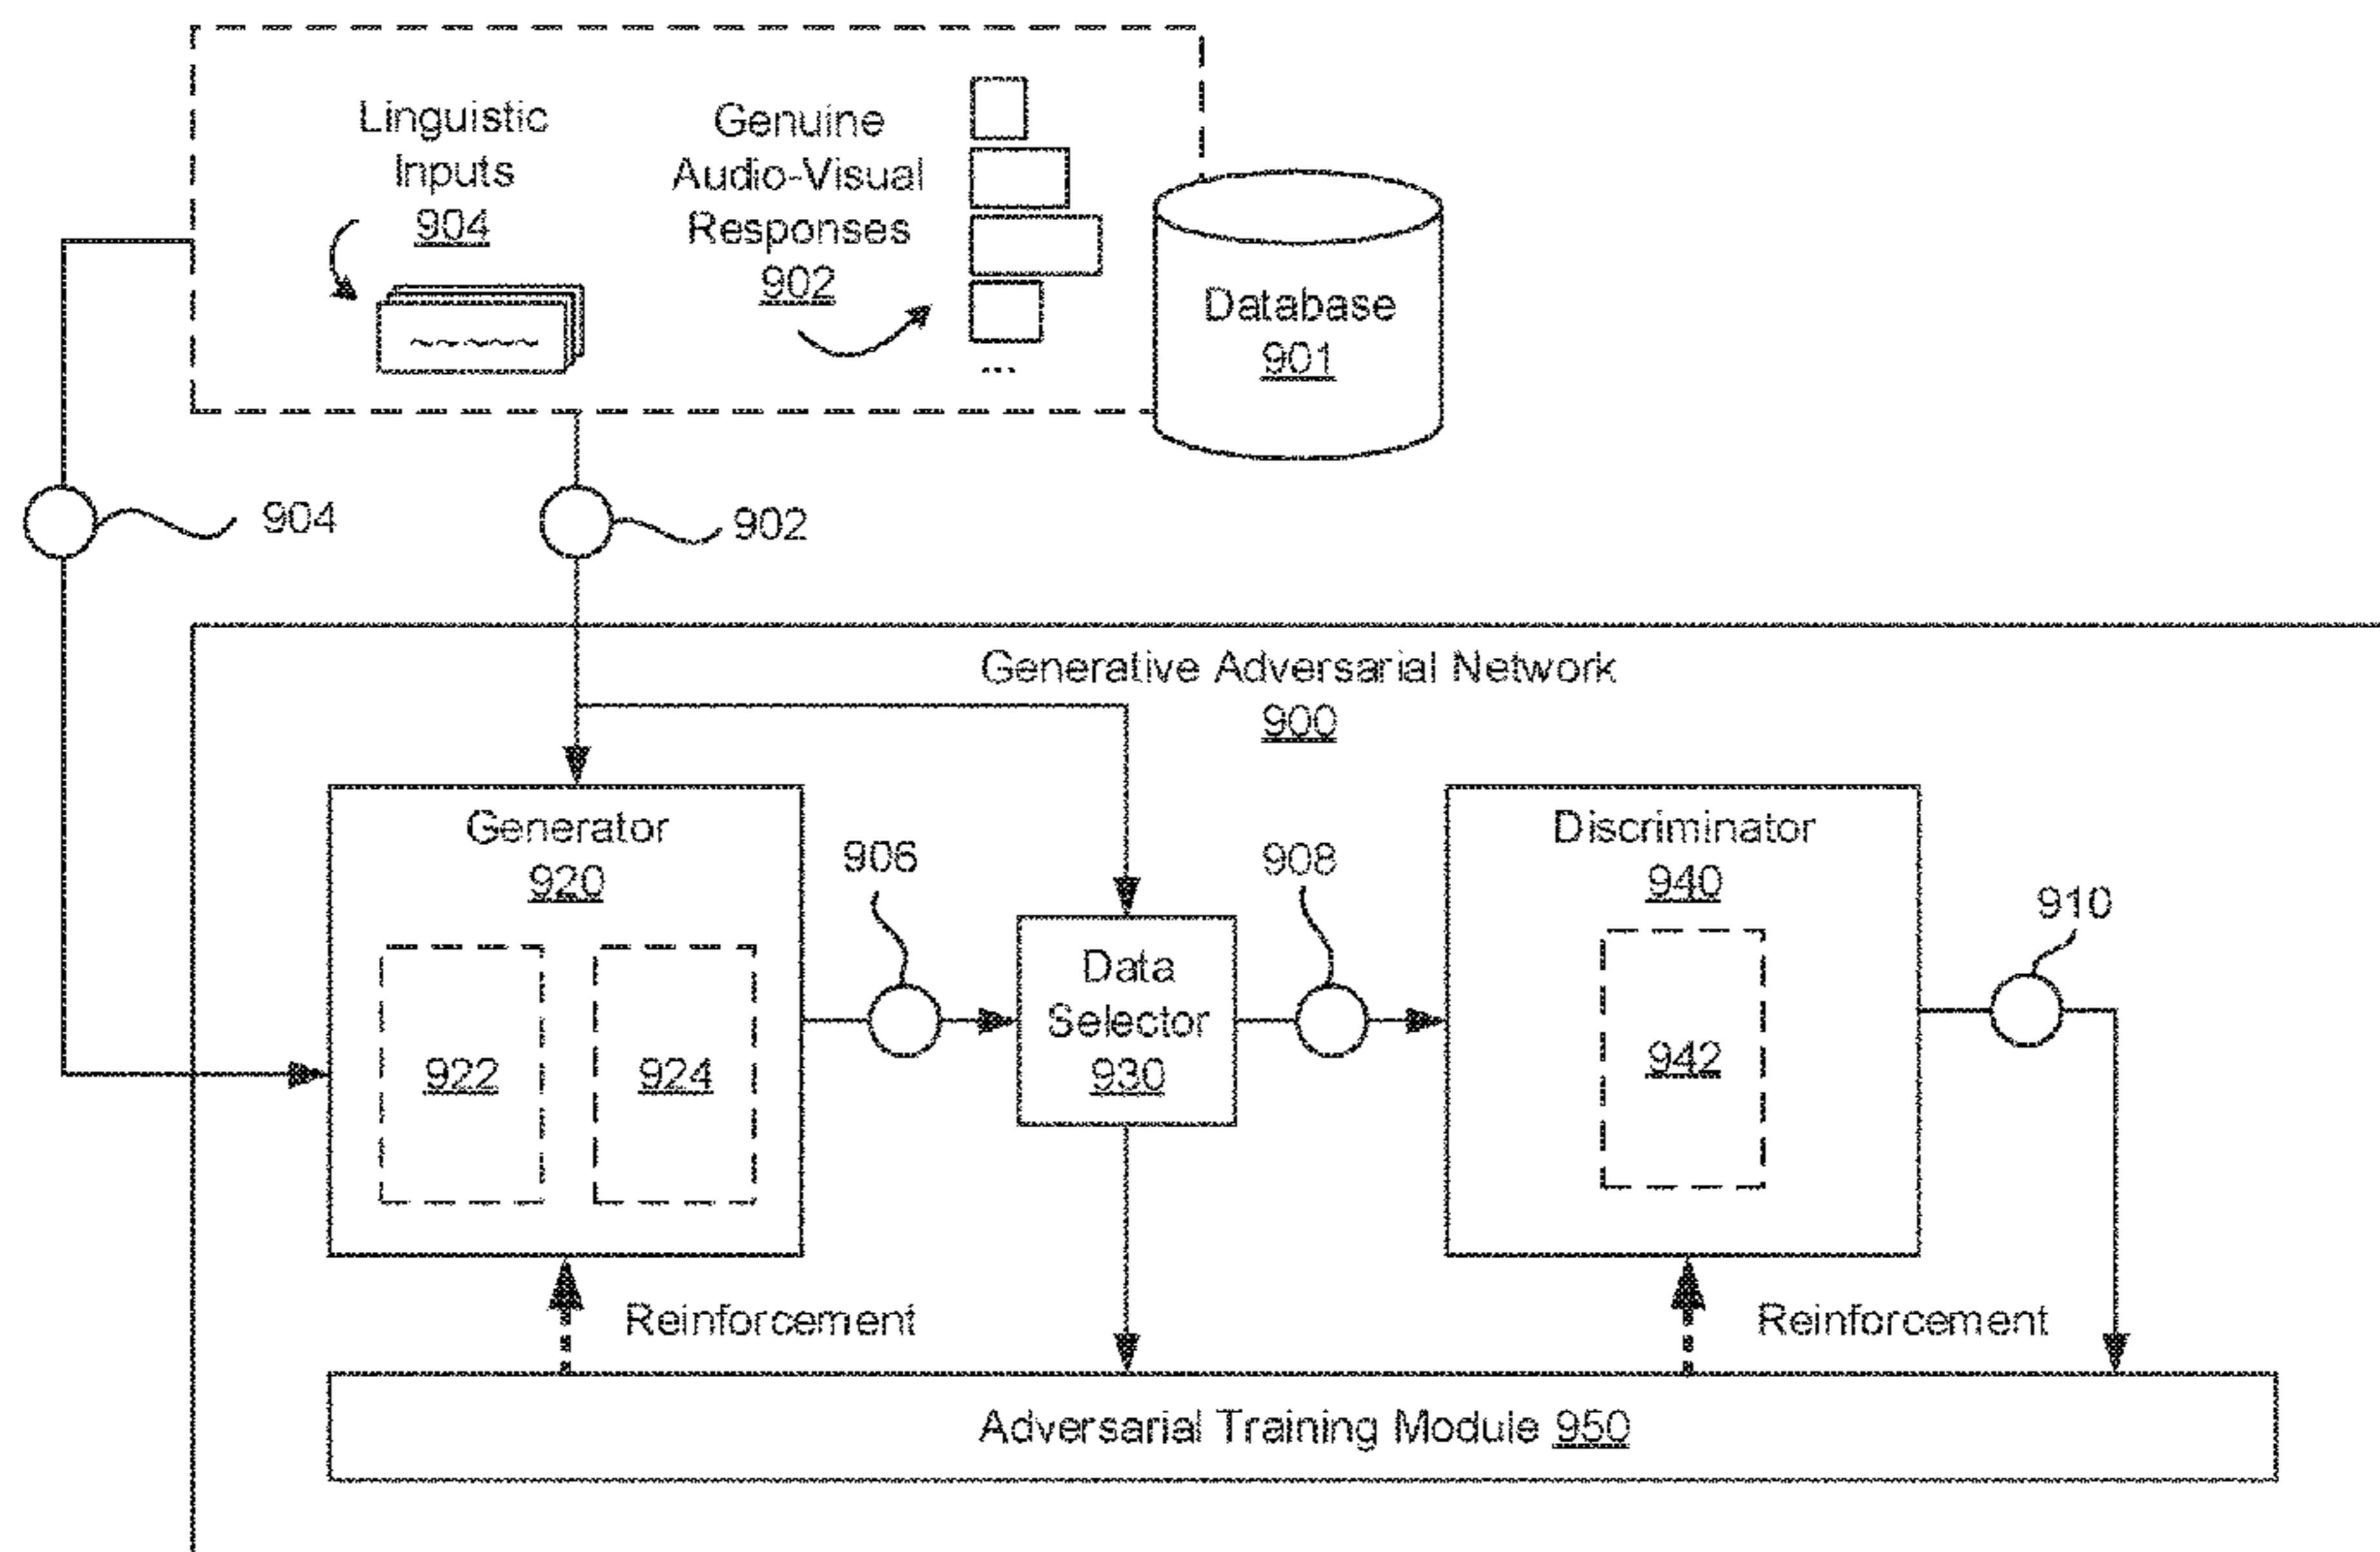 Linguistic
Inputs
904
Genuine
Audio-Visual
Responses
902
...
Database
901
904
902
Generative Adversarial Network
900
Generator
920
922
924
906
Data
Selector
930
908
Discriminator
940
942
910
Reinforcement
Reinforcement
Adversarial Training Module 950